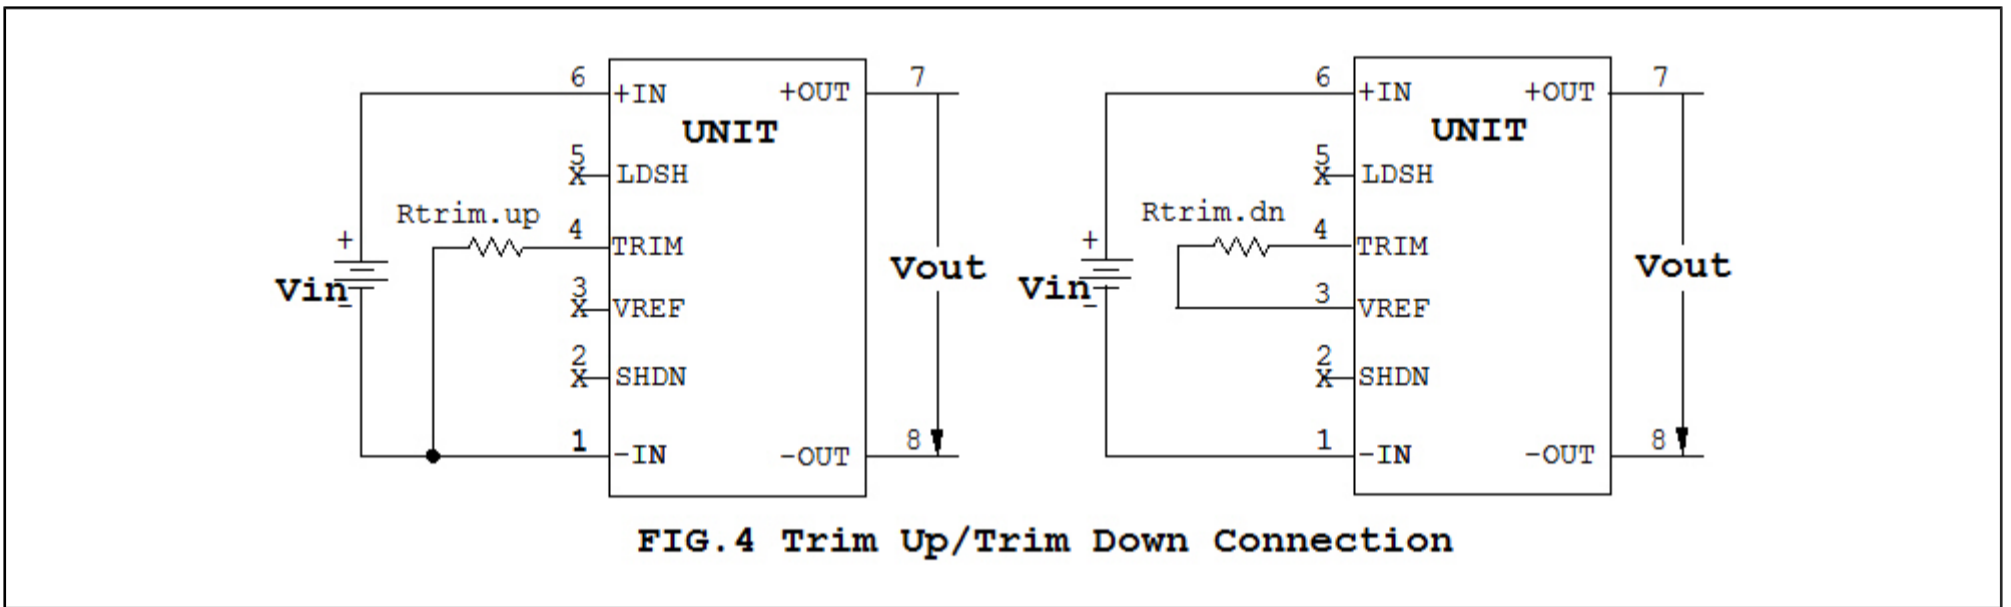 6 +IN +OUT 7
UNIT
5
X LDSH
Rtrim.up
4 TRIM
+
Vin
-
3
X VREF
Vout
2
X SHDN
1 -IN -OUT 8
6 +IN +OUT 7
UNIT
5
X LDSH
Rtrim.dn
4 TRIM
+
Vin
-
3 VREF
Vout
2
X SHDN
1 -IN -OUT 8
FIG.4 Trim Up/Trim Down Connection